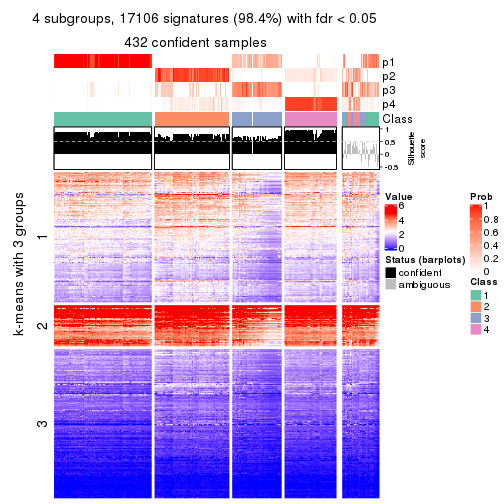 4 subgroups, 17106 signatures (98.4%) with fdr < 0.05
432 confident samples
p1
p2
p3
p4
Class
1
0.5
0
-0.5
Silhouette
score
k-means with 3 groups
1
2
3
Value
6
4
2
0
Status (barplots)
confident
ambiguous
Prob
1
0.8
0.6
0.4
0.2
0
Class
1
2
3
4